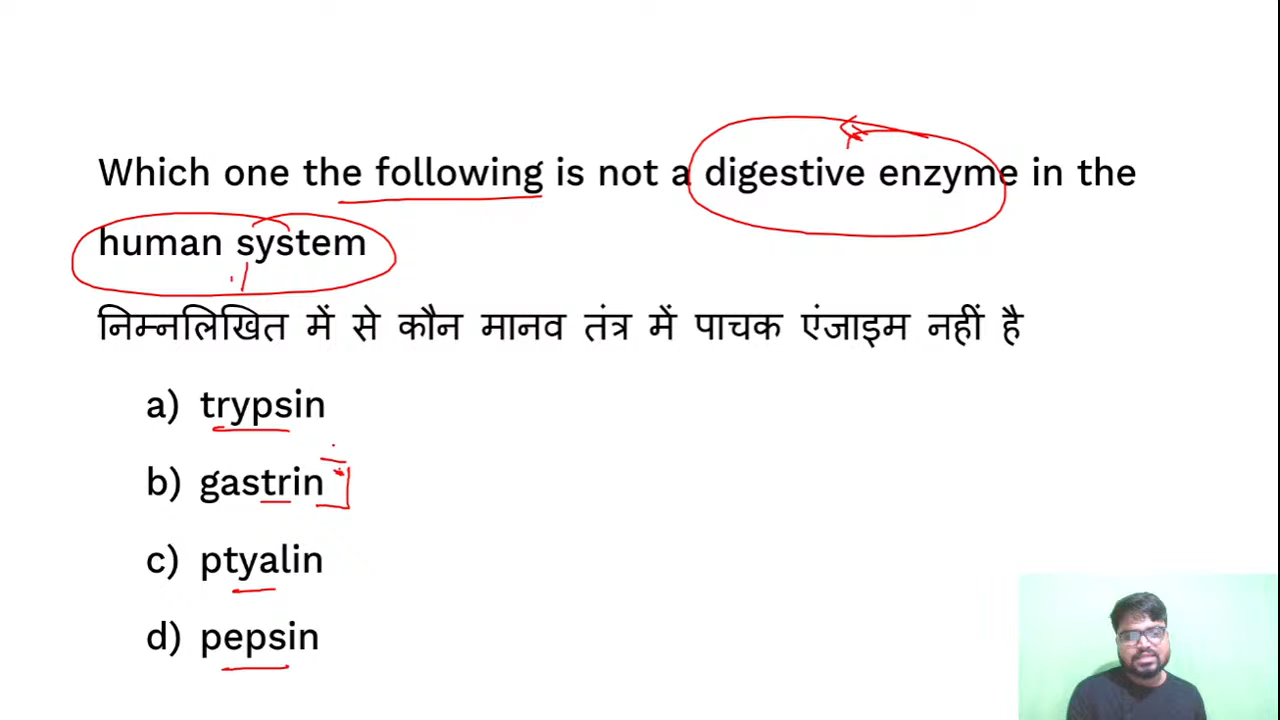 Which one the following is not a digestive enzyme in the
human system
निम्नलिखित में से कौन मानव तंत्र में पाचक एंजाइम नहीं है
a) trypsin
b) gastrin
c) ptyalin
d) pepsin